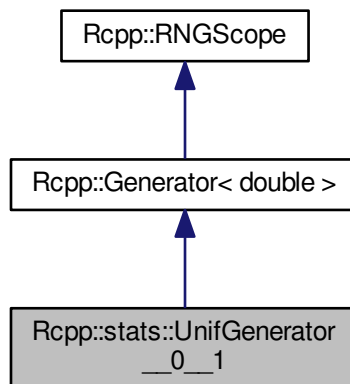 Rcpp::RNGScope
Rcpp::Generator< double >
Rcpp::stats::UnifGenerator
__0__1